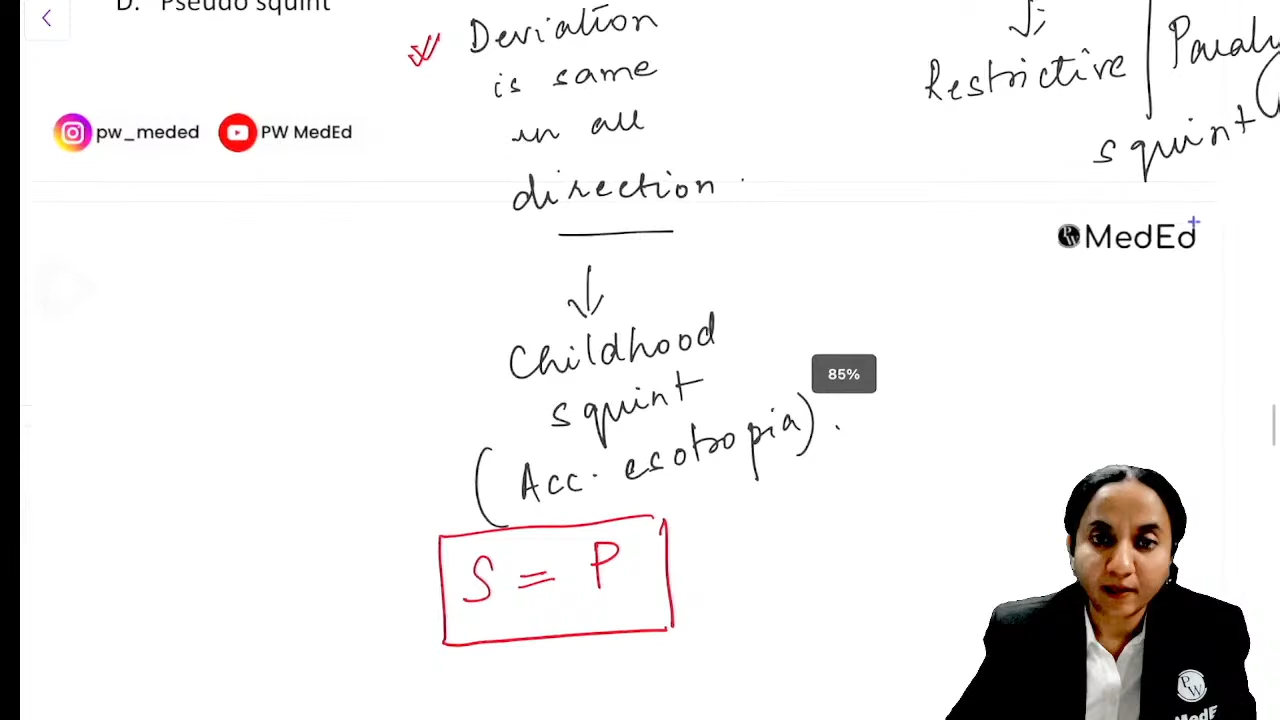 D. Pseudo squint
Deviation
is same
in all
direction.
Restrictive
squint
pw_meded
PW MedEd
MedEd
Childhood
squint
(Acc. esotropia).
85%
S = P
PW